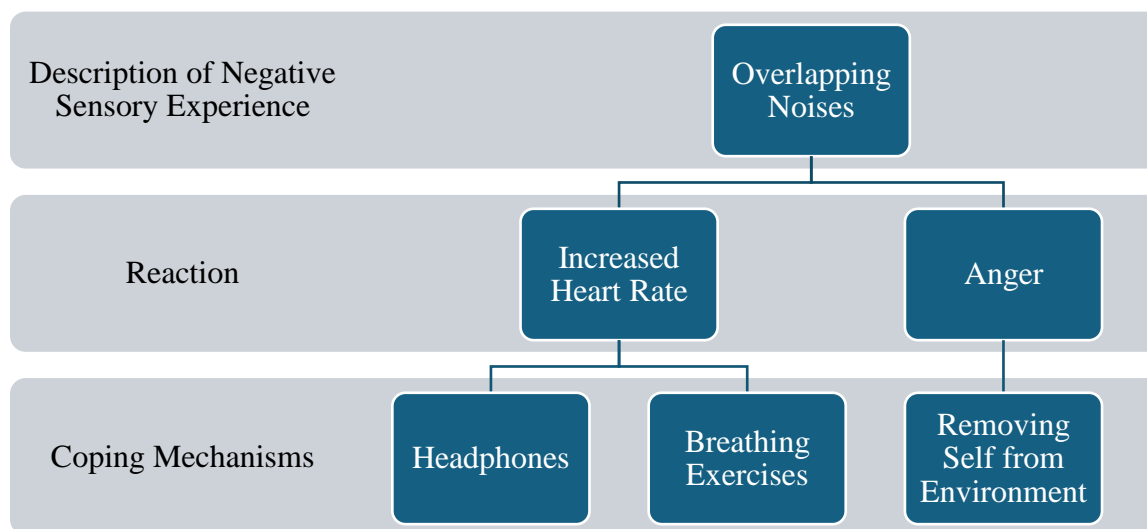 Description of Negative
Sensory Experience
Overlapping
Noises
Reaction
Increased
Heart Rate
Anger
Coping Mechanisms
Headphones
Breathing
Exercises
Removing
Self from
Environment